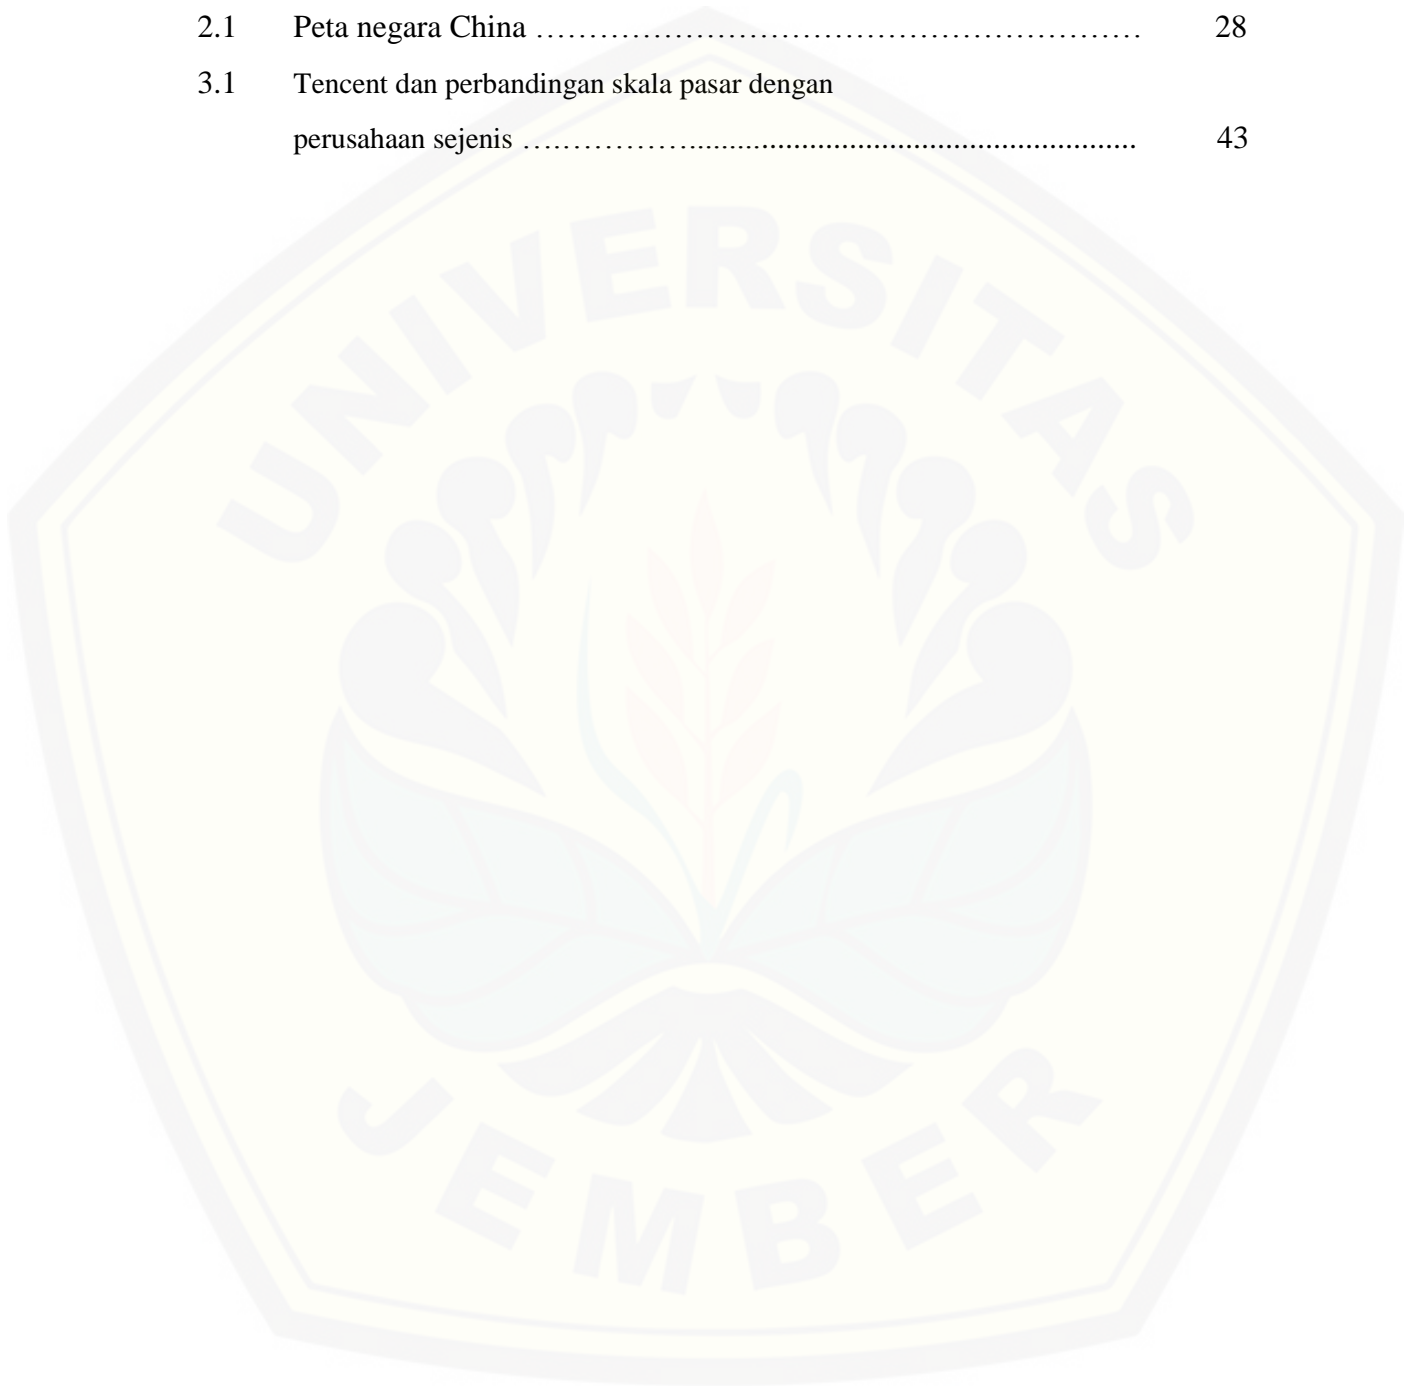 2.1 Peta negara China …………………………………………………… 28
3.1 Tencent dan perbandingan skala pasar dengan
perusahaan sejenis ….…………............................................................ 43
UNIVERSITAS
JEMBER